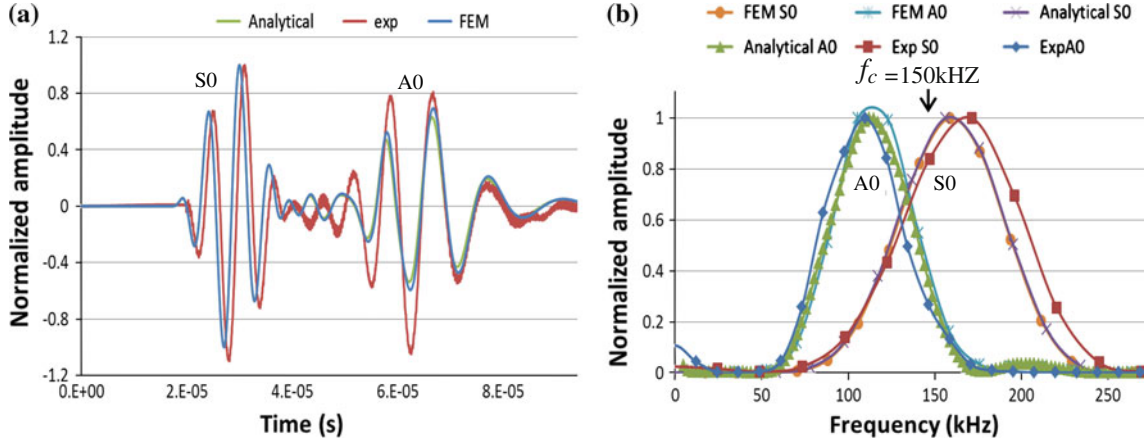 (a)
Analytical exp FEM
Normalized amplitude
1.2
0.8
0.4
0
-0.4
-0.8
-1.2
S0
A0
0.E+00 2.E-05 4.E-05 6.E-05 8.E-05
Time (s)
(b)
FEM S0 FEM A0 Analytical S0
Analytical A0 Exp S0 ExpA0
fc =150kHZ
Normalized amplitude
1
0.8
0.6
0.4
0.2
0
A0 S0
0 50 100 150 200 250
Frequency (kHz)